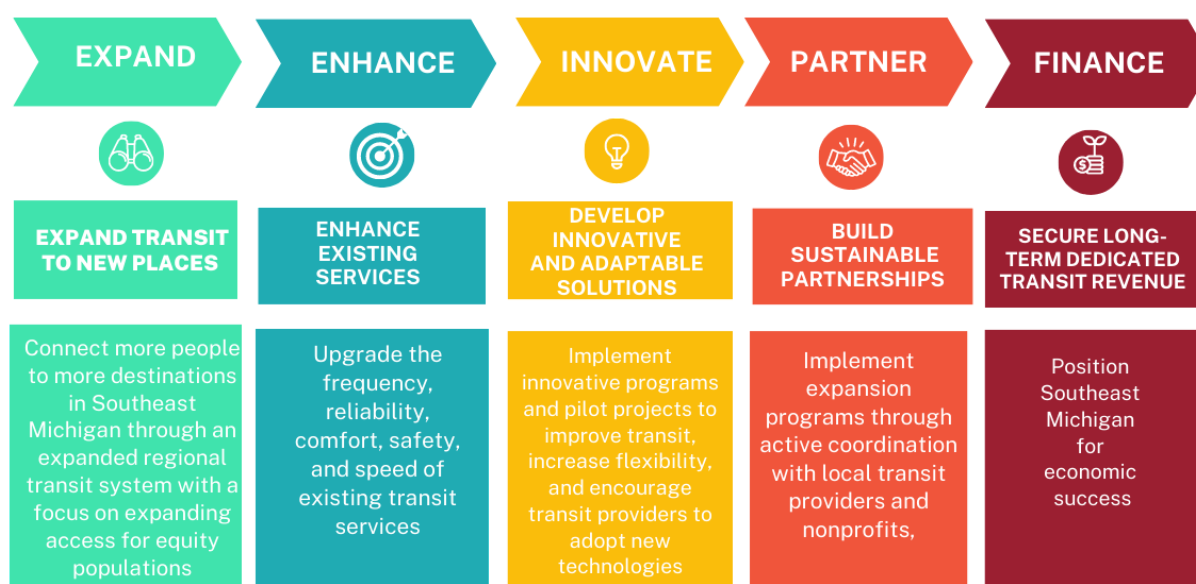 EXPAND
ENHANCE
INNOVATE
PARTNER
FINANCE
EXPAND TRANSIT
TO NEW PLACES
ENHANCE
EXISTING
SERVICES
DEVELOP
INNOVATIVE
AND ADAPTABLE
SOLUTIONS
BUILD
SUSTAINABLE
PARTNERSHIPS
SECURE LONG-
TERM DEDICATED
TRANSIT REVENUE
Connect more people
to more destinations
in Southeast
Michigan through an
expanded regional
transit system with a
focus on expanding
access for equity
populations
Upgrade the
frequency,
reliability,
comfort, safety,
and speed of
existing transit
services
Implement
innovative programs
and pilot projects to
improve transit,
increase flexibility,
and encourage
transit providers to
adopt new
technologies
Implement
expansion
programs through
active coordination
with local transit
providers and
nonprofits,
Position
Southeast
Michigan
for
economic
success